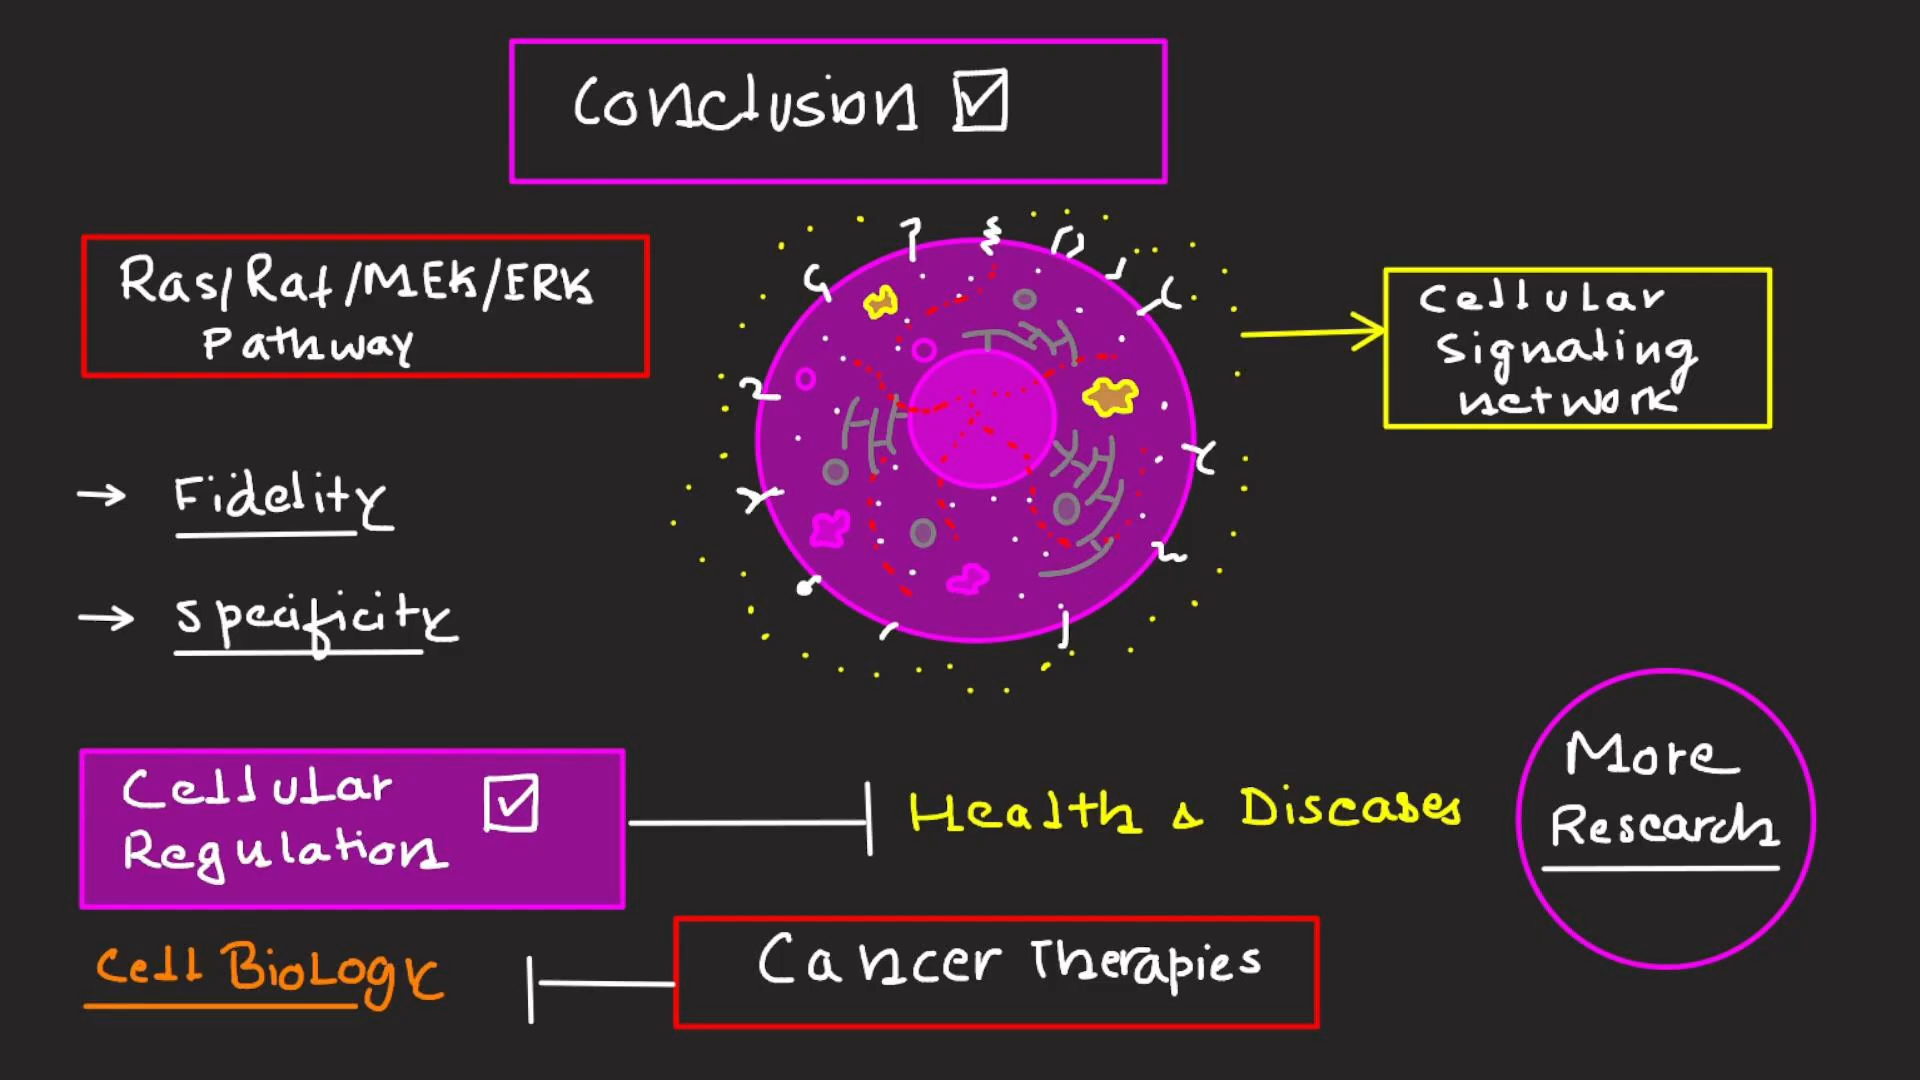 Conclusion
Ras/Raf/MEK/ERK
Pathway
Cellular
Signaling
network
→ Fidelity
→ Specificity
Cellular
Regulation
Health & Diseases
More
Research
Cell Biology
Cancer Therapies